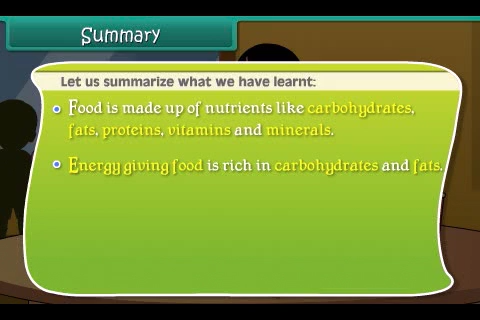 Summary
Let us summarize what we have learnt:
Food is made up of nutrients like carbohydrates,
fats, proteins, vitamins and minerals.
Energy giving food is rich in carbohydrates and fats.